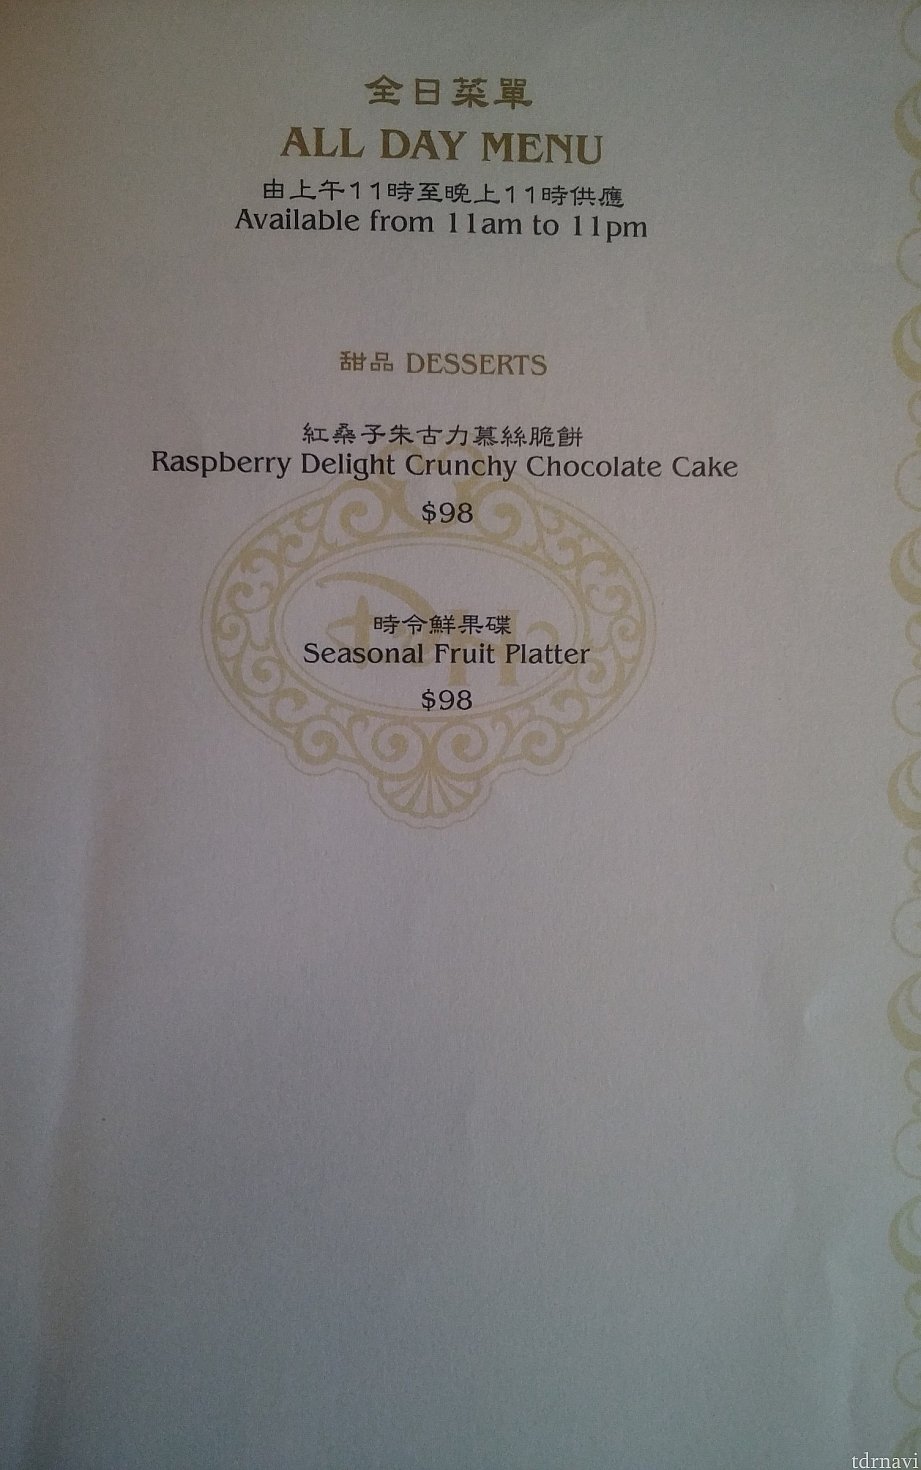 全日菜單
ALL DAY MENU
由上午11時至晚上11時供應
Available from 11am to 11pm
甜品 DESSERTS
紅桑子朱古力慕絲脆餅
Raspberry Delight Crunchy Chocolate Cake
$98
時令鮮果碟
Seasonal Fruit Platter
$98
tdrnavi